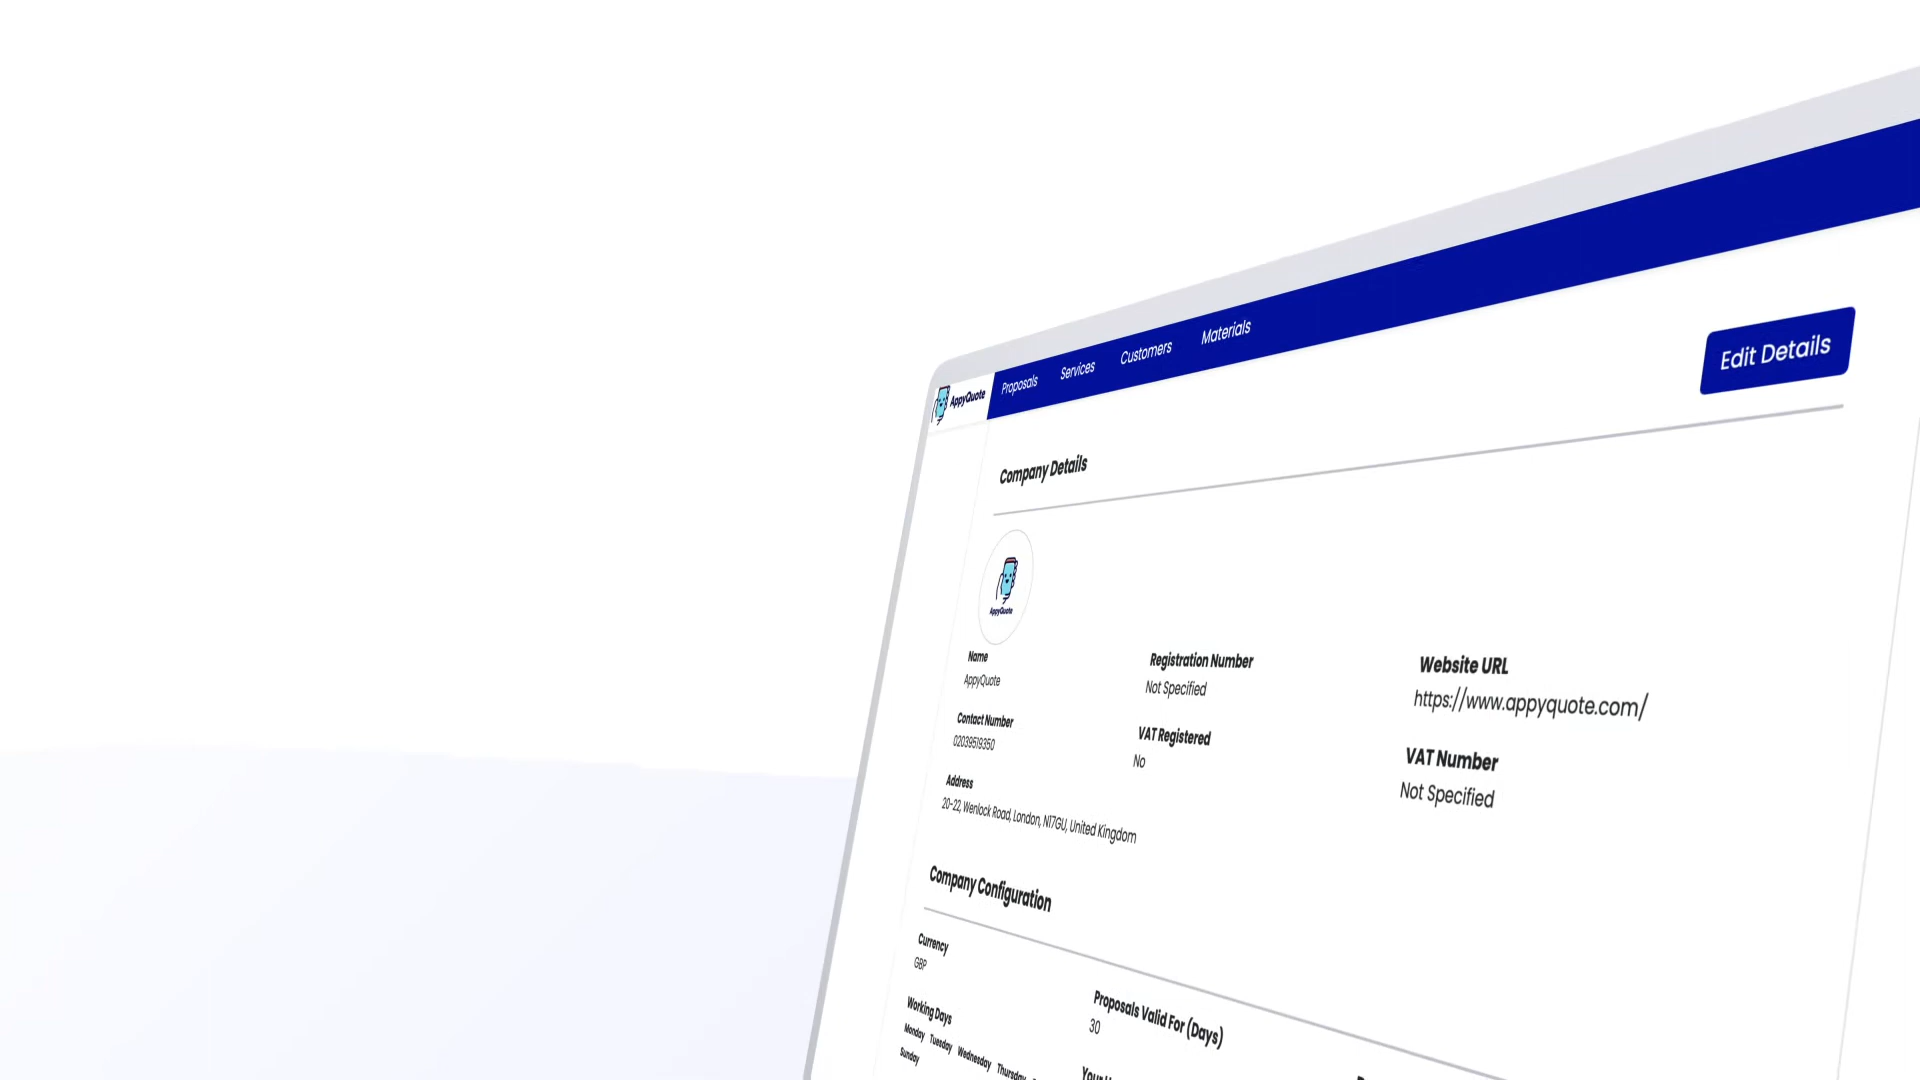 AppyQuote
Proposals
Services
Customers
Materials
Edit Details
Company Details
AppyQuote
Name
AppyQuote
Registration Number
Not Specified
Website URL
https://www.appyquote.com/
Contact Number
02039519350
VAT Registered
No
VAT Number
Not Specified
Address
20-22, Wenlock Road, London, N17GU, United Kingdom
Company Configuration
Currency
GBP
Proposals Valid For (Days)
30
Working Days
Monday Tuesday Wednesday Thursday
Sunday